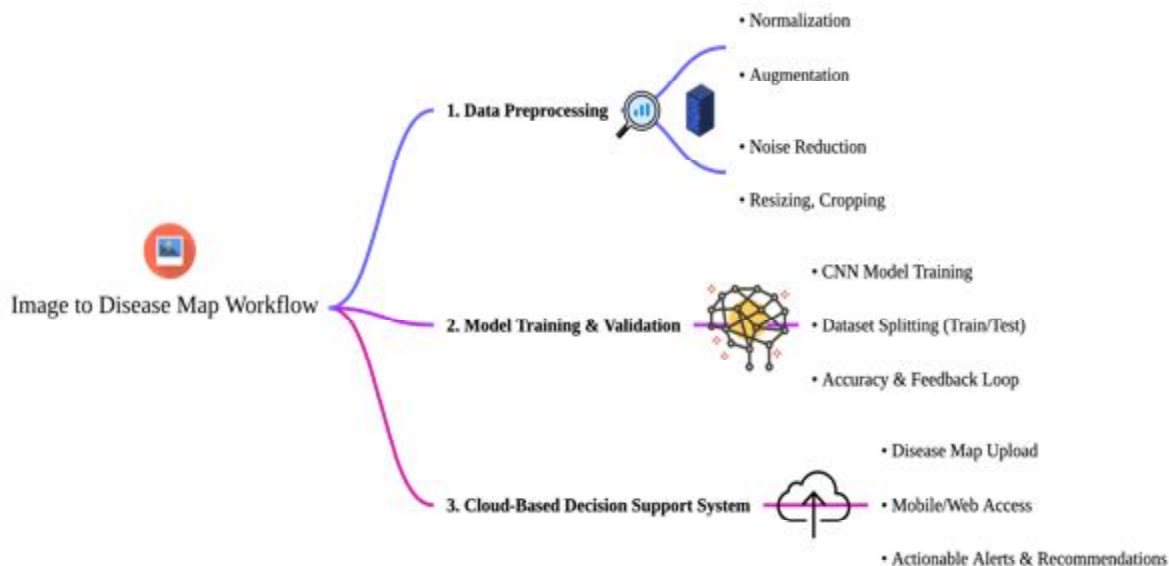 Image to Disease Map Workflow
1. Data Preprocessing
• Normalization
• Augmentation
• Noise Reduction
• Resizing, Cropping
2. Model Training & Validation
• CNN Model Training
• Dataset Splitting (Train/Test)
• Accuracy & Feedback Loop
3. Cloud-Based Decision Support System
• Disease Map Upload
• Mobile/Web Access
• Actionable Alerts & Recommendations